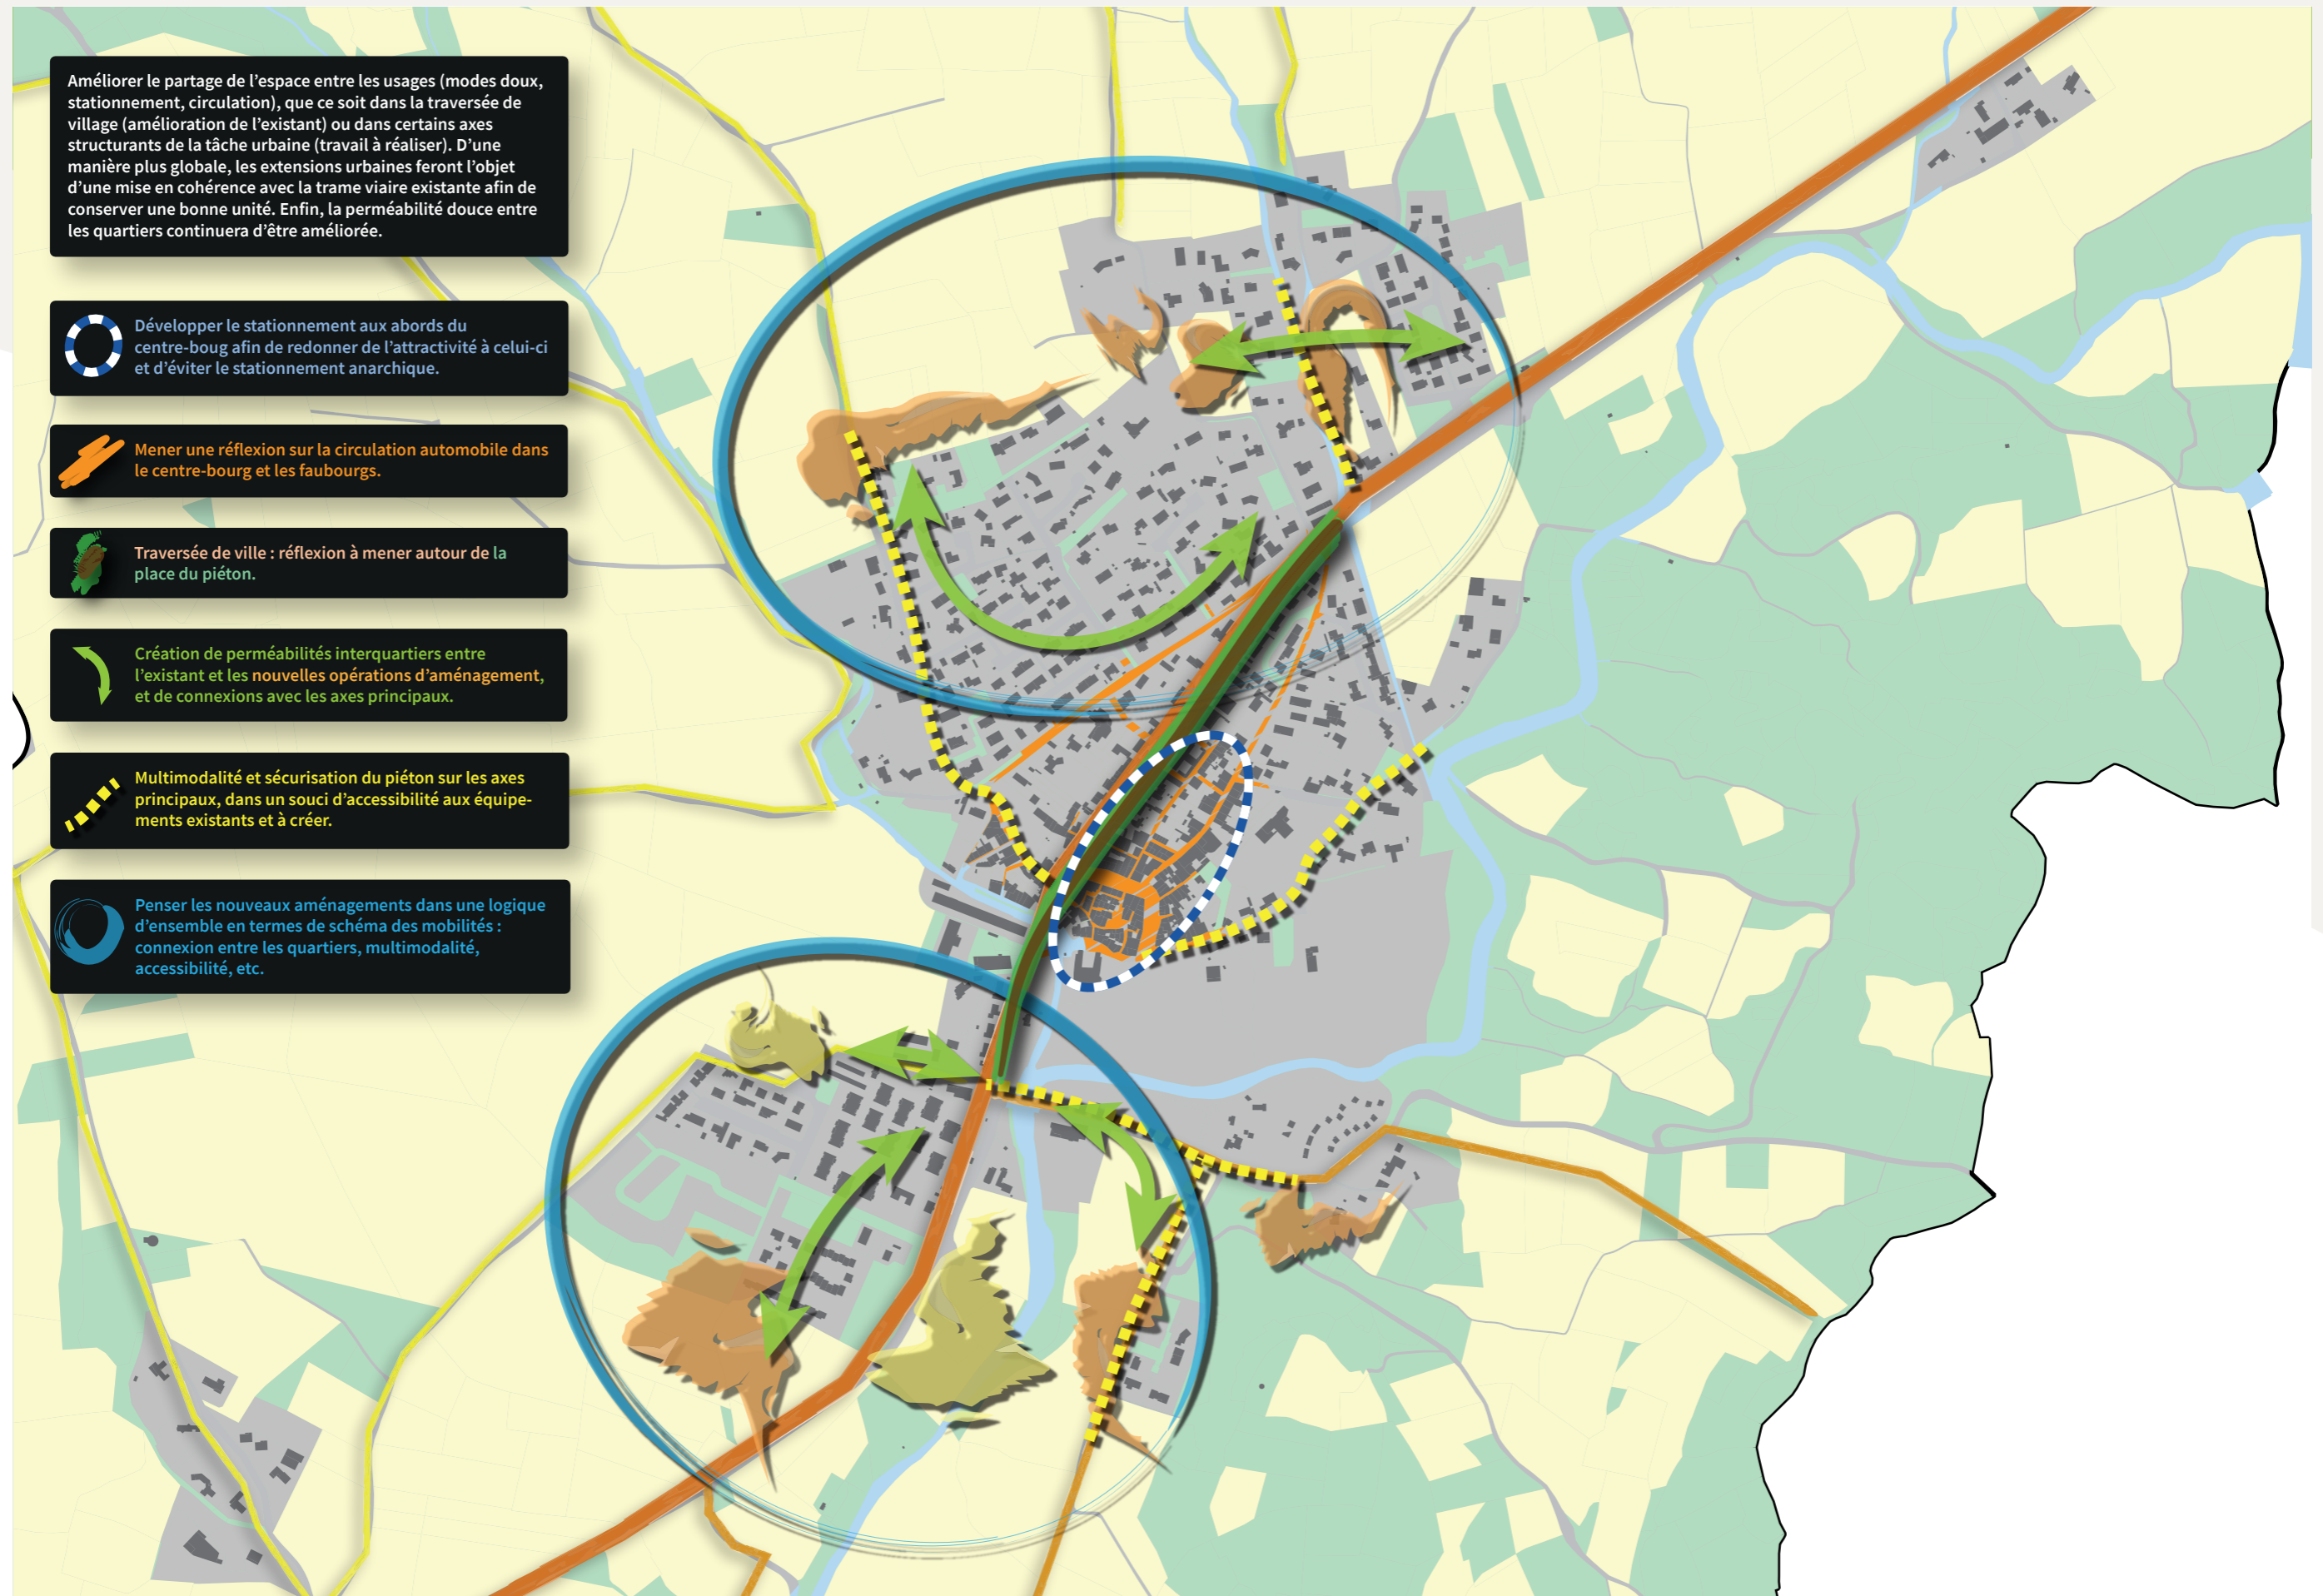 Améliorer le partage de l'espace entre les usages (modes doux,
stationnement, circulation), que ce soit dans la traversée de
village (amélioration de l'existant) ou dans certains axes
structurants de la tâche urbaine (travail à réaliser). D'une
manière plus globale, les extensions urbaines feront l'objet
d'une mise en cohérence avec la trame viaire existante afin de
conserver une bonne unité. Enfin, la perméabilité douce entre
les quartiers continuera d'être améliorée.
Développer le stationnement aux abords du
centre-boug afin de redonner de l'attractivité à celui-ci
et d'éviter le stationnement anarchique.
Mener une réflexion sur la circulation automobile dans
le centre-bourg et les faubourgs.
Traversée de ville : réflexion à mener autour de la
place du piéton.
Création de perméabilités interquartiers entre
l'existant et les nouvelles opérations d'aménagement,
et de connexions avec les axes principaux.
Multimodalité et sécurisation du piéton sur les axes
principaux, dans un souci d'accessibilité aux équipe-
ments existants et à créer.
Penser les nouveaux aménagements dans une logique
d'ensemble en termes de schéma des mobilités :
connexion entre les quartiers, multimodalité,
accessibilité, etc.